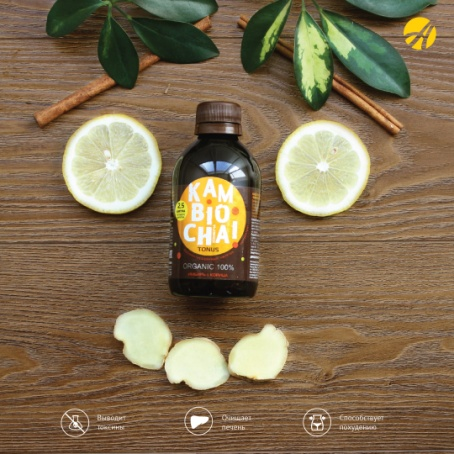 KAM
BIO
CHA!
TONUS
ORGANIC 100%
Выводит
токсины
Очищает
печень
Способствует
похудению